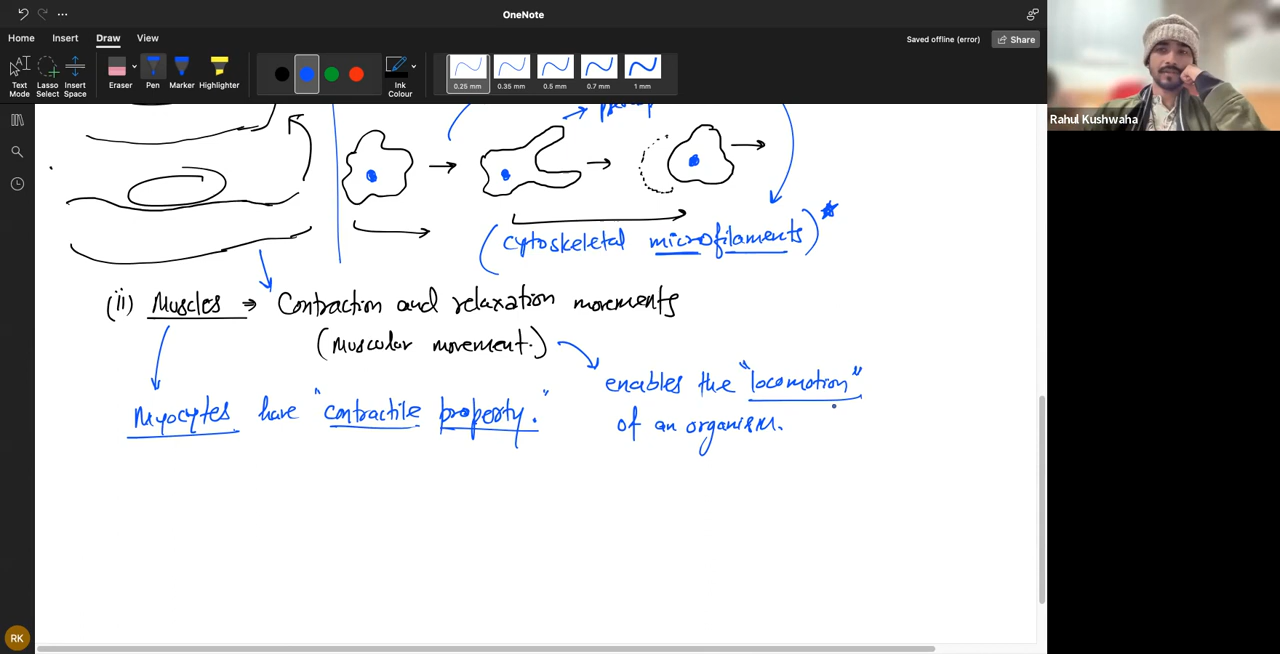 OneNote
Home Insert Draw View
Saved offline (error)
Share
Text Mode
Lasso Select
Insert Space
Eraser
Pen
Marker
Highlighter
Ink Colour
0.25 mm
0.35 mm
0.5 mm
0.7 mm
1 mm
Rahul Kushwaha
(cytoskeletal microfilaments)
(ii) Muscles ⇒ Contraction and relaxation movements
(Muscular movement.)
enables the "locomotion"
of an organism.
Myocytes have "contractile property."
RK